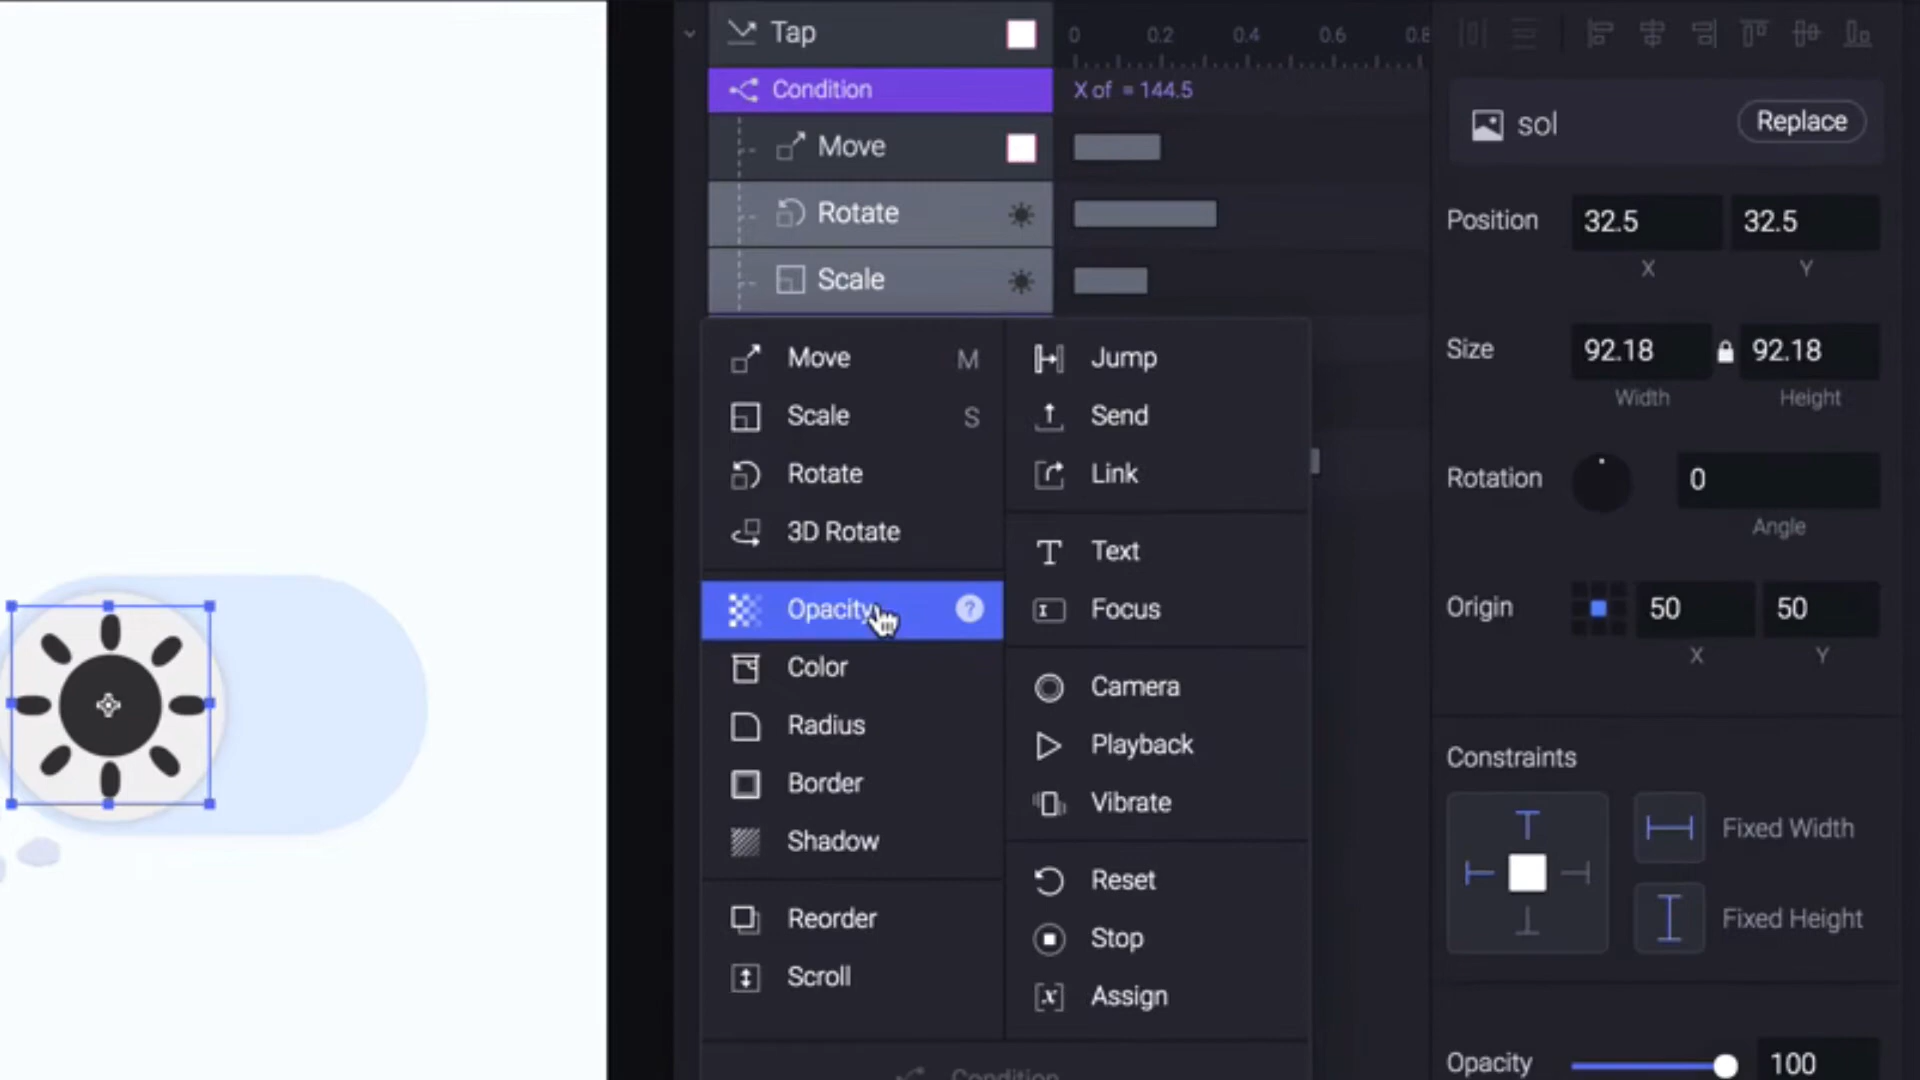 Tap
0 0.2 0.4 0.6 0.8
Condition
X of = 144.5
Move
Rotate
Scale
Move M
Scale S
Rotate
3D Rotate
Opacity ?
Color
Radius
Border
Shadow
Reorder
Scroll
Jump
Send
Link
Text
Focus
Camera
Playback
Vibrate
Reset
Stop
Assign
Condition
sol
Replace
Position 32.5 32.5
X Y
Size 92.18 92.18
Width Height
Rotation 0
Angle
Origin 50 50
X Y
Constraints
Fixed Width
Fixed Height
Opacity 100